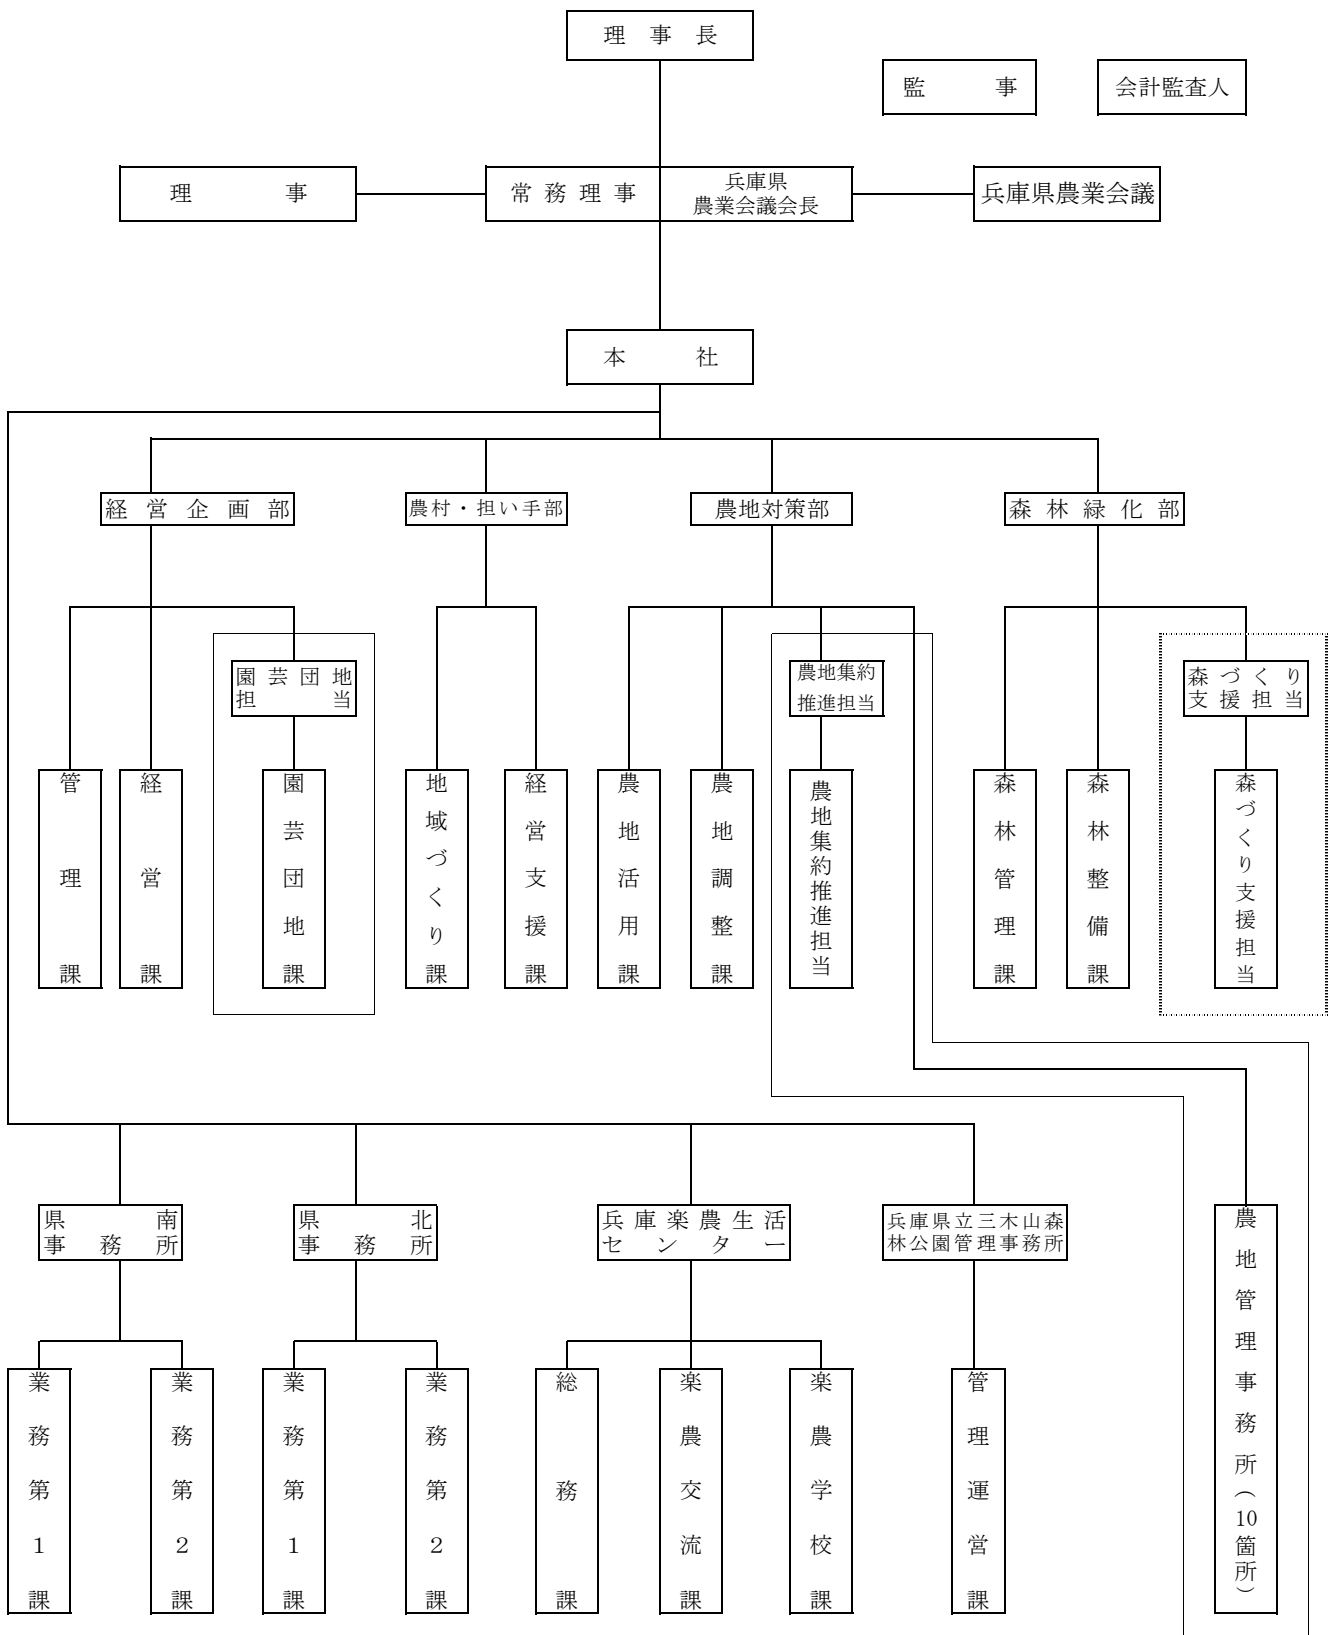 理事長
監事
会計監査人
理事
常務理事
兵庫県
農業会議会長
兵庫県農業会議
本社
経営企画部
農村・担い手部
農地対策部
森林緑化部
園芸団地
担当
農地集約
推進担当
森づくり
支援担当
管理課
経営課
園芸団地課
地域づくり課
経営支援課
農地活用課
農地調整課
農地集約推進担当
森林管理課
森林整備課
森づくり支援担当
県南
事務所
県北
事務所
兵庫楽農生活
センター
兵庫県立三木山森
林公園管理事務所
農地管理事務所(10箇所)
業務第1課
業務第2課
業務第1課
業務第2課
総務課
楽農交流課
楽農学校課
管理運営課